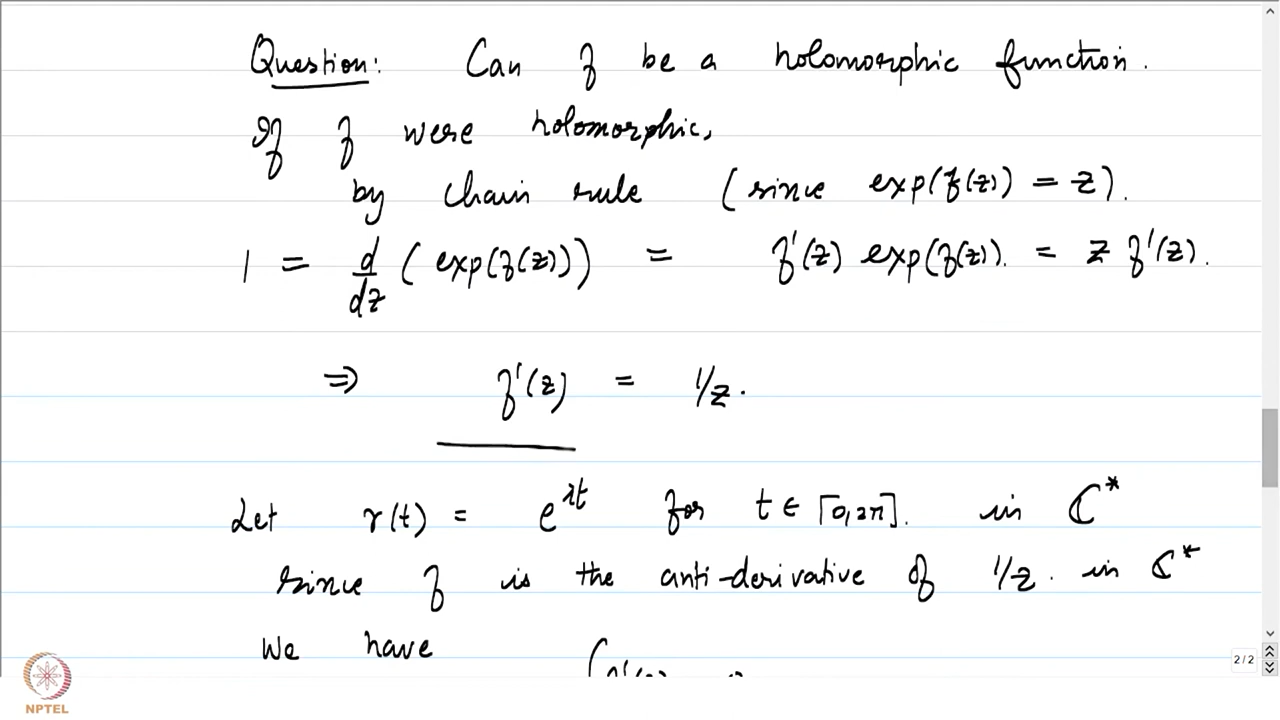 Question: Can f be a holomorphic function.
If f were holomorphic,
by chain rule (since exp(f(z)) = z).
1 = d/dz (exp(f(z))) = f'(z) exp(f(z)). = z f'(z).
⇒ f'(z) = 1/z.
Let γ(t) = e^{it} for t ∈ [0, 2π]. in ℂ*
since f is the anti-derivative of 1/z. in ℂ*
We have
2/2
NPTEL